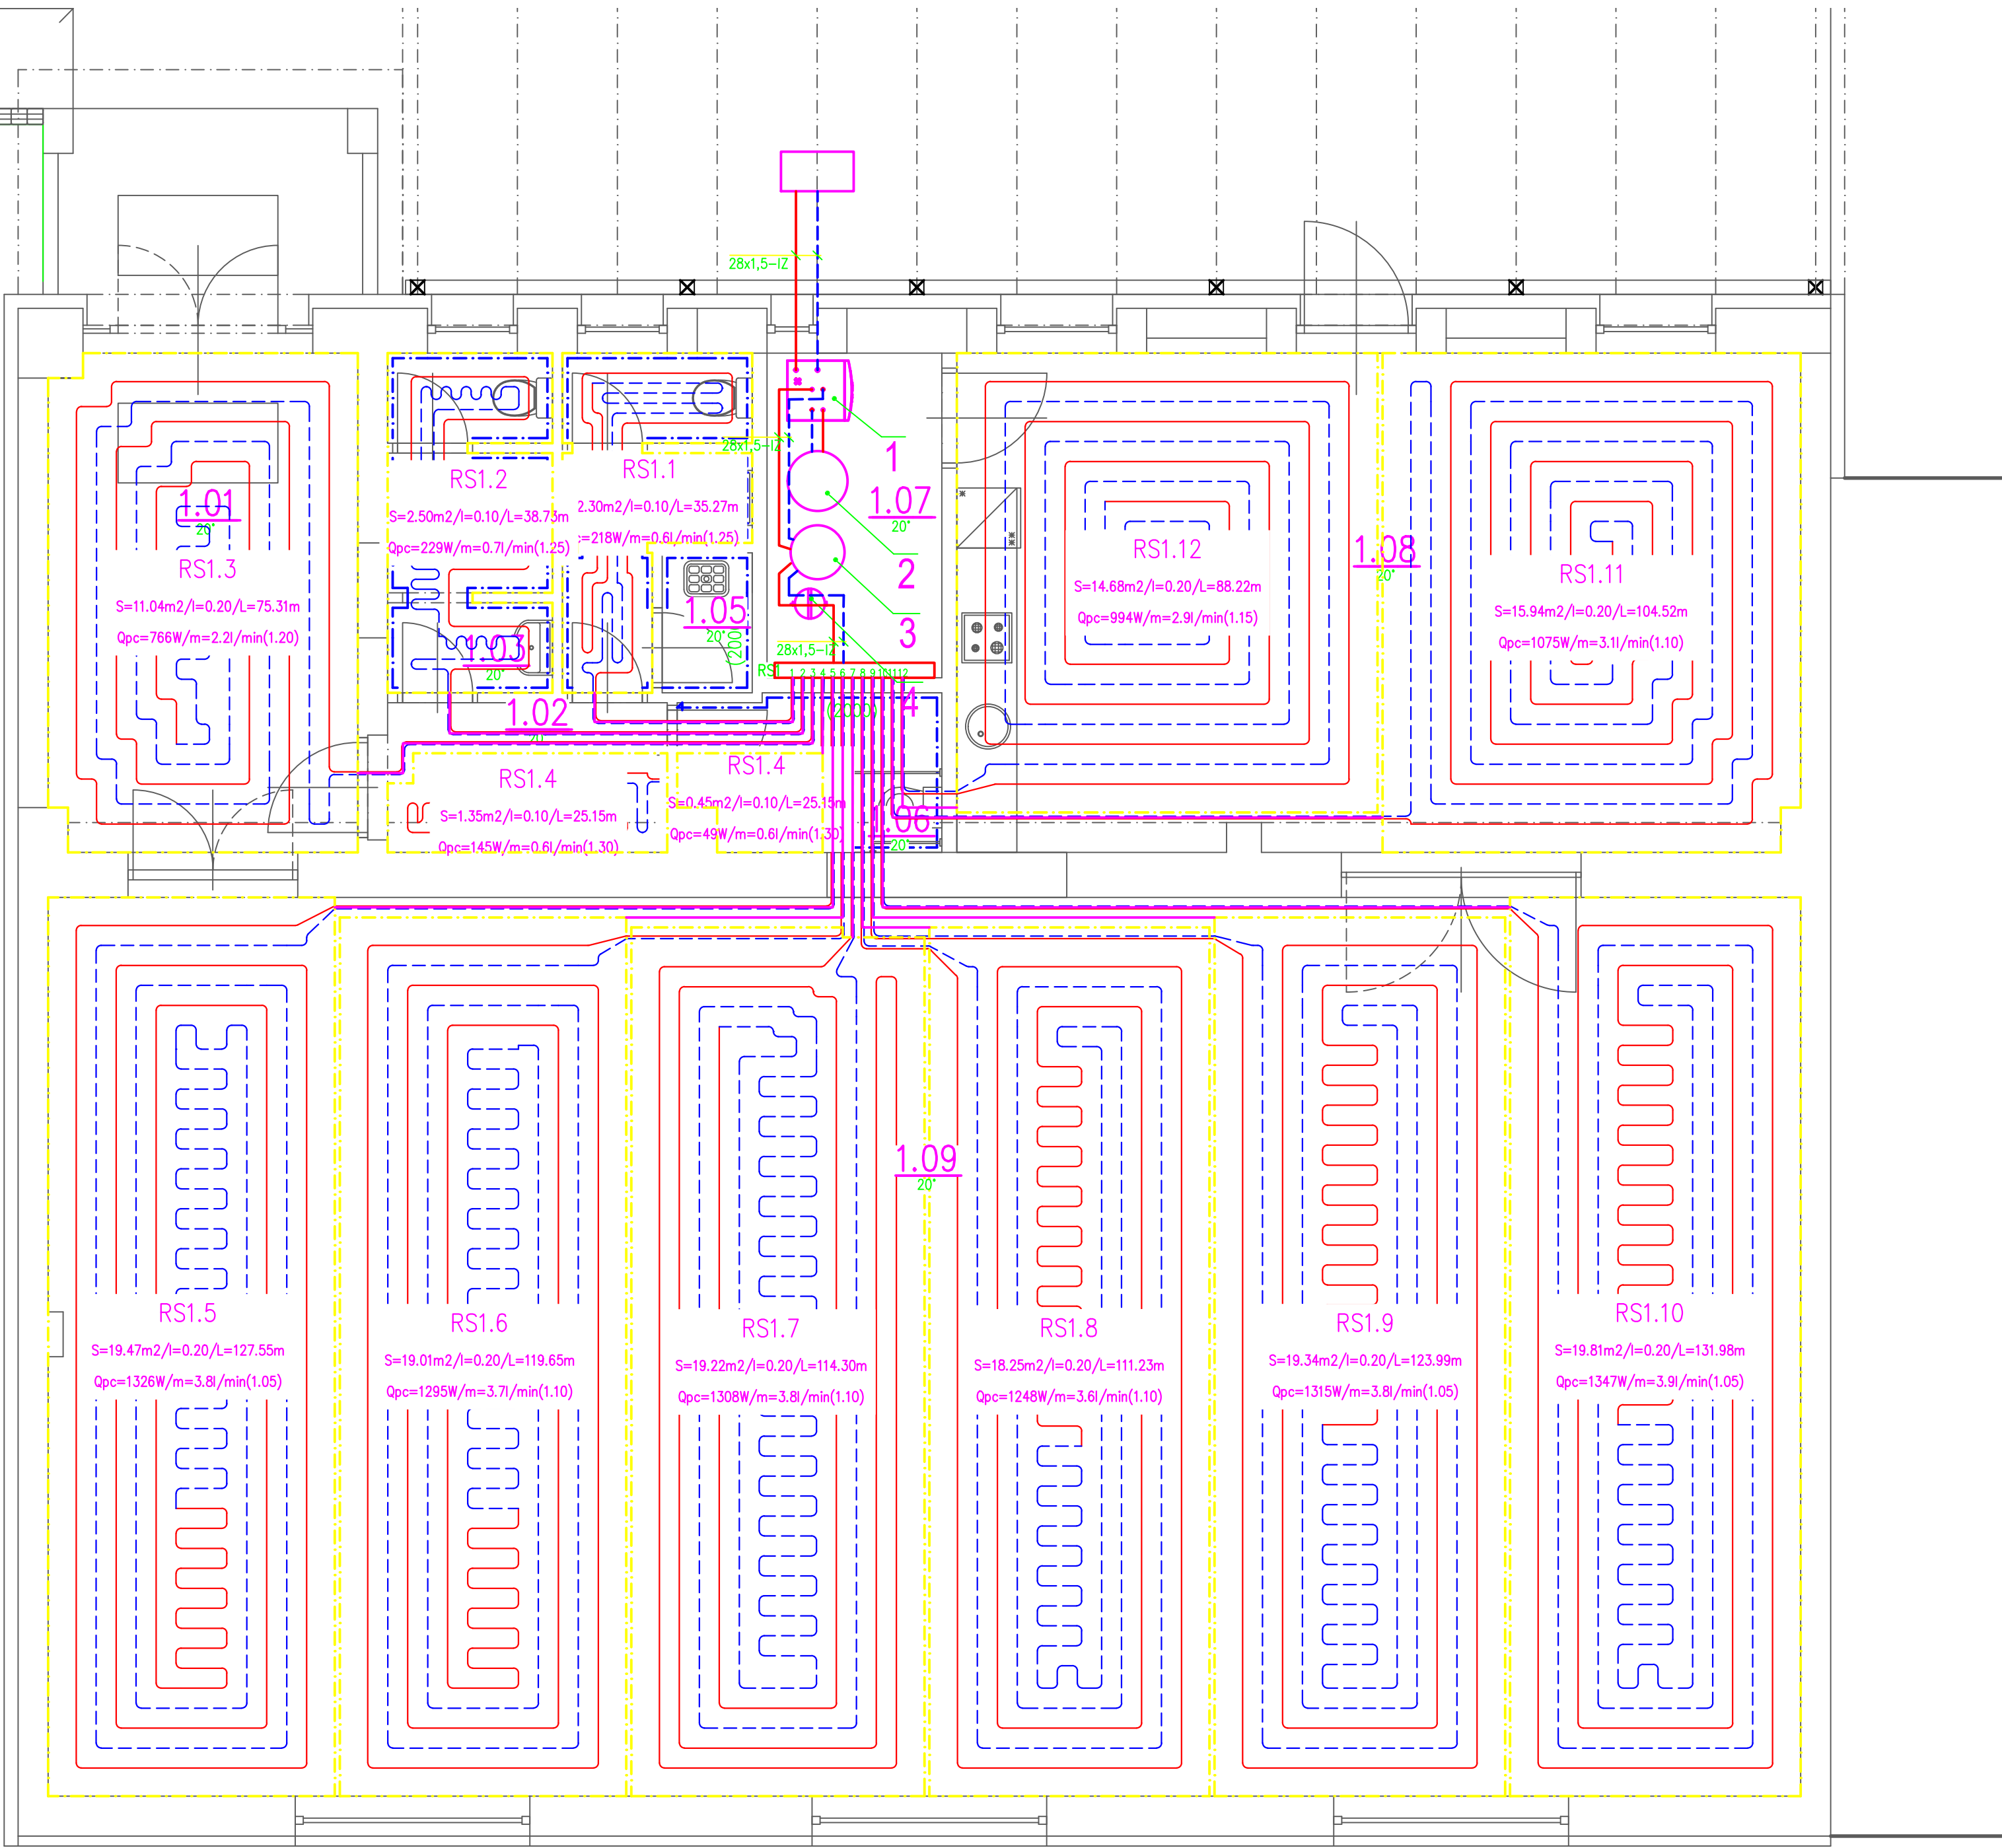 28x1,5-IZ
28x1,5-IZ
1
2
3
4
1.07
20°
RS1.2
S=2.50m2/l=0.10/L=38.73m
Qpc=229W/m=0.7l/min(1.25)
RS1.1
2.30m2/l=0.10/L=35.27m
=218W/m=0.6l/min(1.25)
1.01
20°
RS1.3
S=11.04m2/l=0.20/L=75.31m
Qpc=766W/m=2.2l/min(1.20)
RS1.12
S=14.68m2/l=0.20/L=88.22m
Qpc=994W/m=2.9l/min(1.15)
1.08
20°
RS1.11
S=15.94m2/l=0.20/L=104.52m
Qpc=1075W/m=3.1l/min(1.10)
1.05
20°
(200
1.03
20°
28x1,5-IZ
RS1
1 2 3 4 5 6 7 8 9 10 11 12
(2000)
1.02
20°
RS1.4
S=1.35m2/l=0.10/L=25.15m
Qpc=145W/m=0.6l/min(1.30)
RS1.4
S=0.45m2/l=0.10/L=25.15m
Qpc=49W/m=0.6l/min(1.30)
1.06
20°
1.09
20°
RS1.5
S=19.47m2/l=0.20/L=127.55m
Qpc=1326W/m=3.8l/min(1.05)
RS1.6
S=19.01m2/l=0.20/L=119.65m
Qpc=1295W/m=3.7l/min(1.10)
RS1.7
S=19.22m2/l=0.20/L=114.30m
Qpc=1308W/m=3.8l/min(1.10)
RS1.8
S=18.25m2/l=0.20/L=111.23m
Qpc=1248W/m=3.6l/min(1.10)
RS1.9
S=19.34m2/l=0.20/L=123.99m
Qpc=1315W/m=3.8l/min(1.05)
RS1.10
S=19.81m2/l=0.20/L=131.98m
Qpc=1347W/m=3.9l/min(1.05)